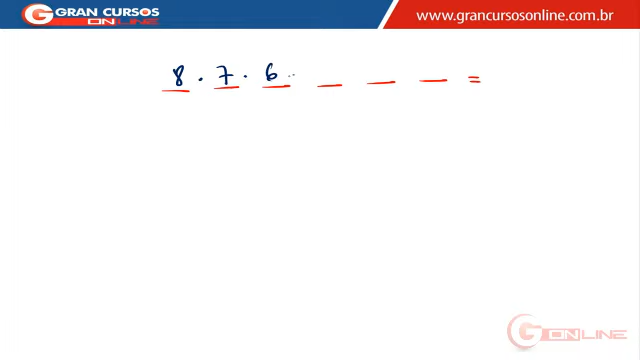 GRAN CURSOS
ONLINE
www.grancursosonline.com.br
8 . 7 . 6 . _ _ _ =
G ONLINE